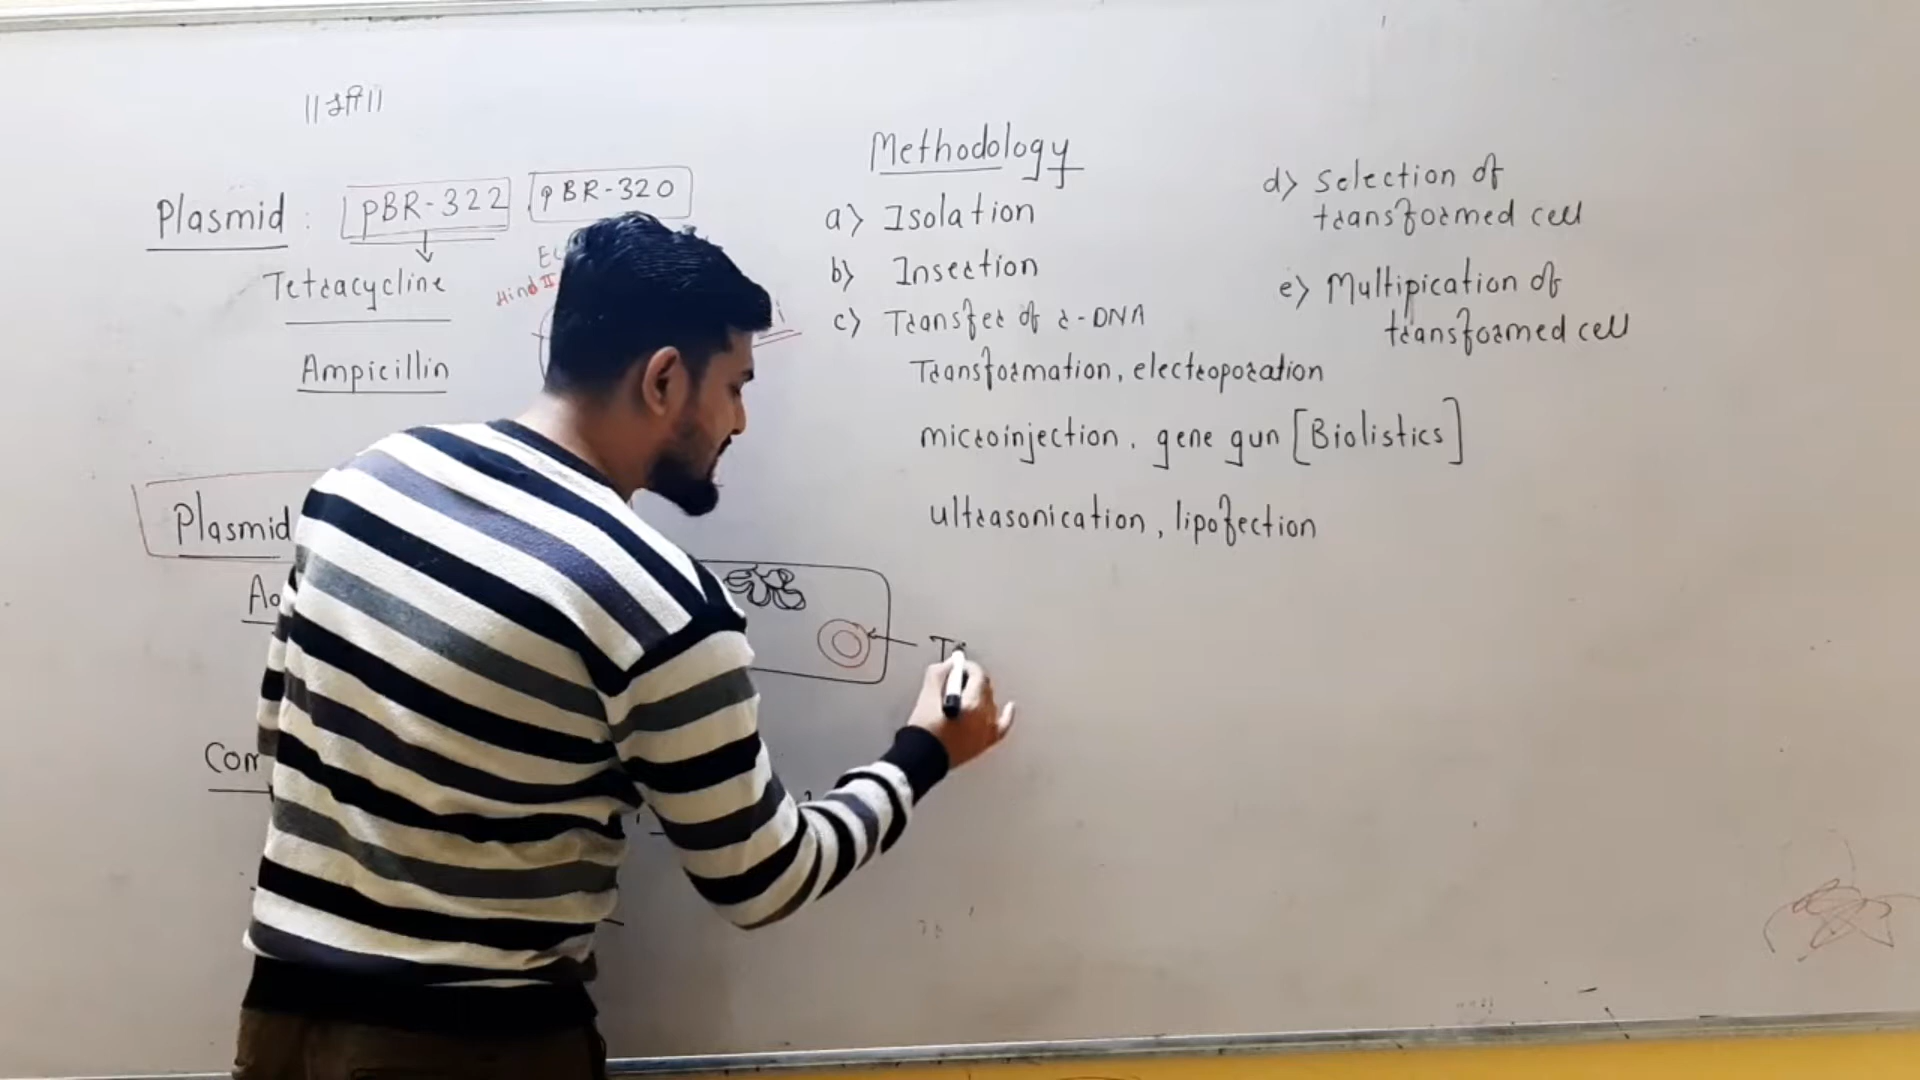 ||श्री||
Plasmid : pBR-322 pBR-320
Tetracycline
Hind II
Ampicillin
Plasmid
Methodology
a) Isolation
b) Insertion
c) Transfer of r-DNA
Transformation, electroporation
microinjection, gene gun [Biolistics]
ultrasonication, lipofection
d) Selection of
transformed cell
e) Multipication of
transformed cell